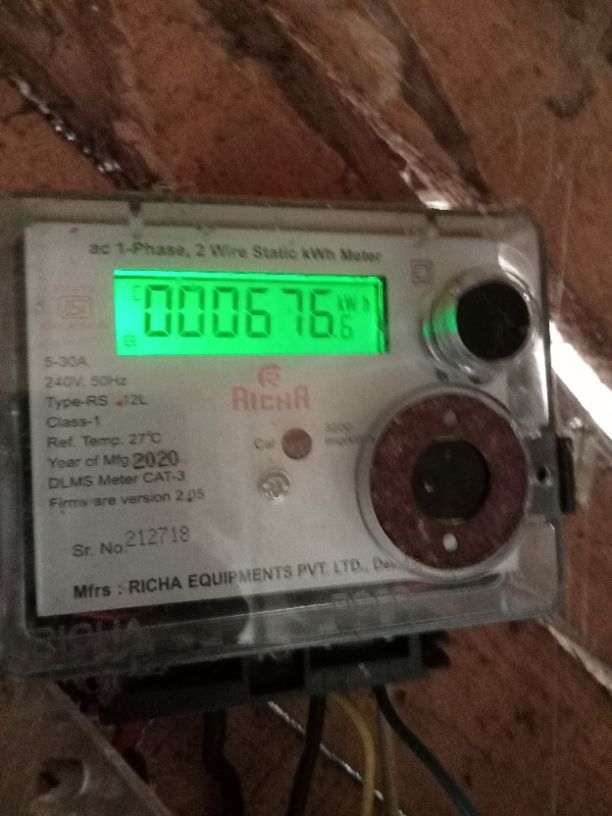 ac 1-Phase, 2 Wire Static kWh Meter
000676.6 kWh
5-30A
240V, 50Hz
Type-RS 12L
Class-1
Ref. Temp. 27°C
Year of Mfg 2020
DLMS Meter CAT-3
Firmware version 2.05
RICHA
Cal
3200
Sr. No. 212718
Mfrs : RICHA EQUIPMENTS PVT. LTD.,
RICHA